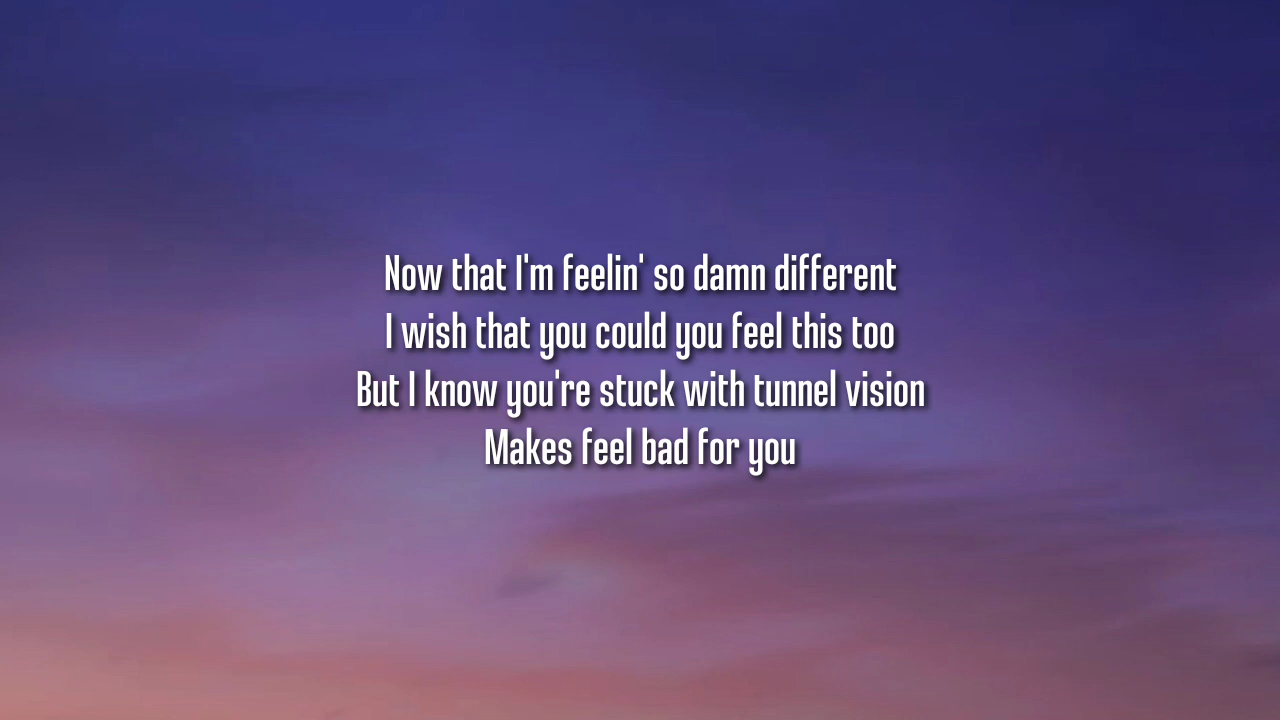 Now that I'm feelin' so damn different
I wish that you could you feel this too
But I know you're stuck with tunnel vision
Makes feel bad for you